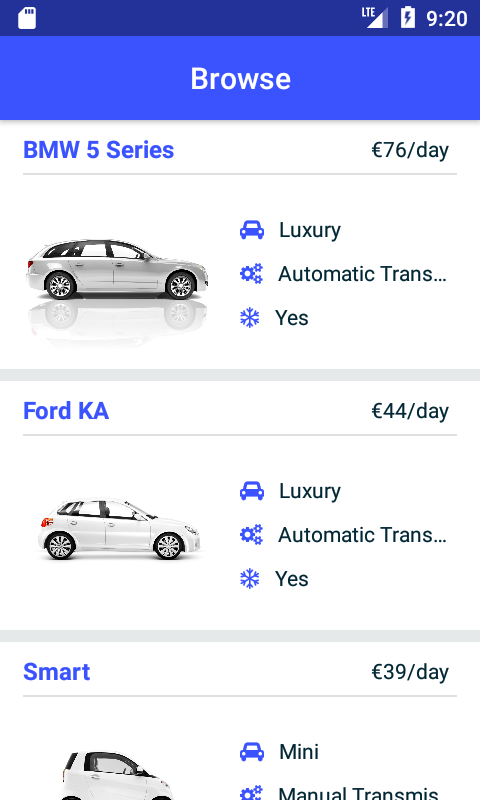 LTE 9:20
Browse
BMW 5 Series €76/day
Luxury
Automatic Trans...
Yes
Ford KA €44/day
Luxury
Automatic Trans...
Yes
Smart €39/day
Mini
Manual Transmis